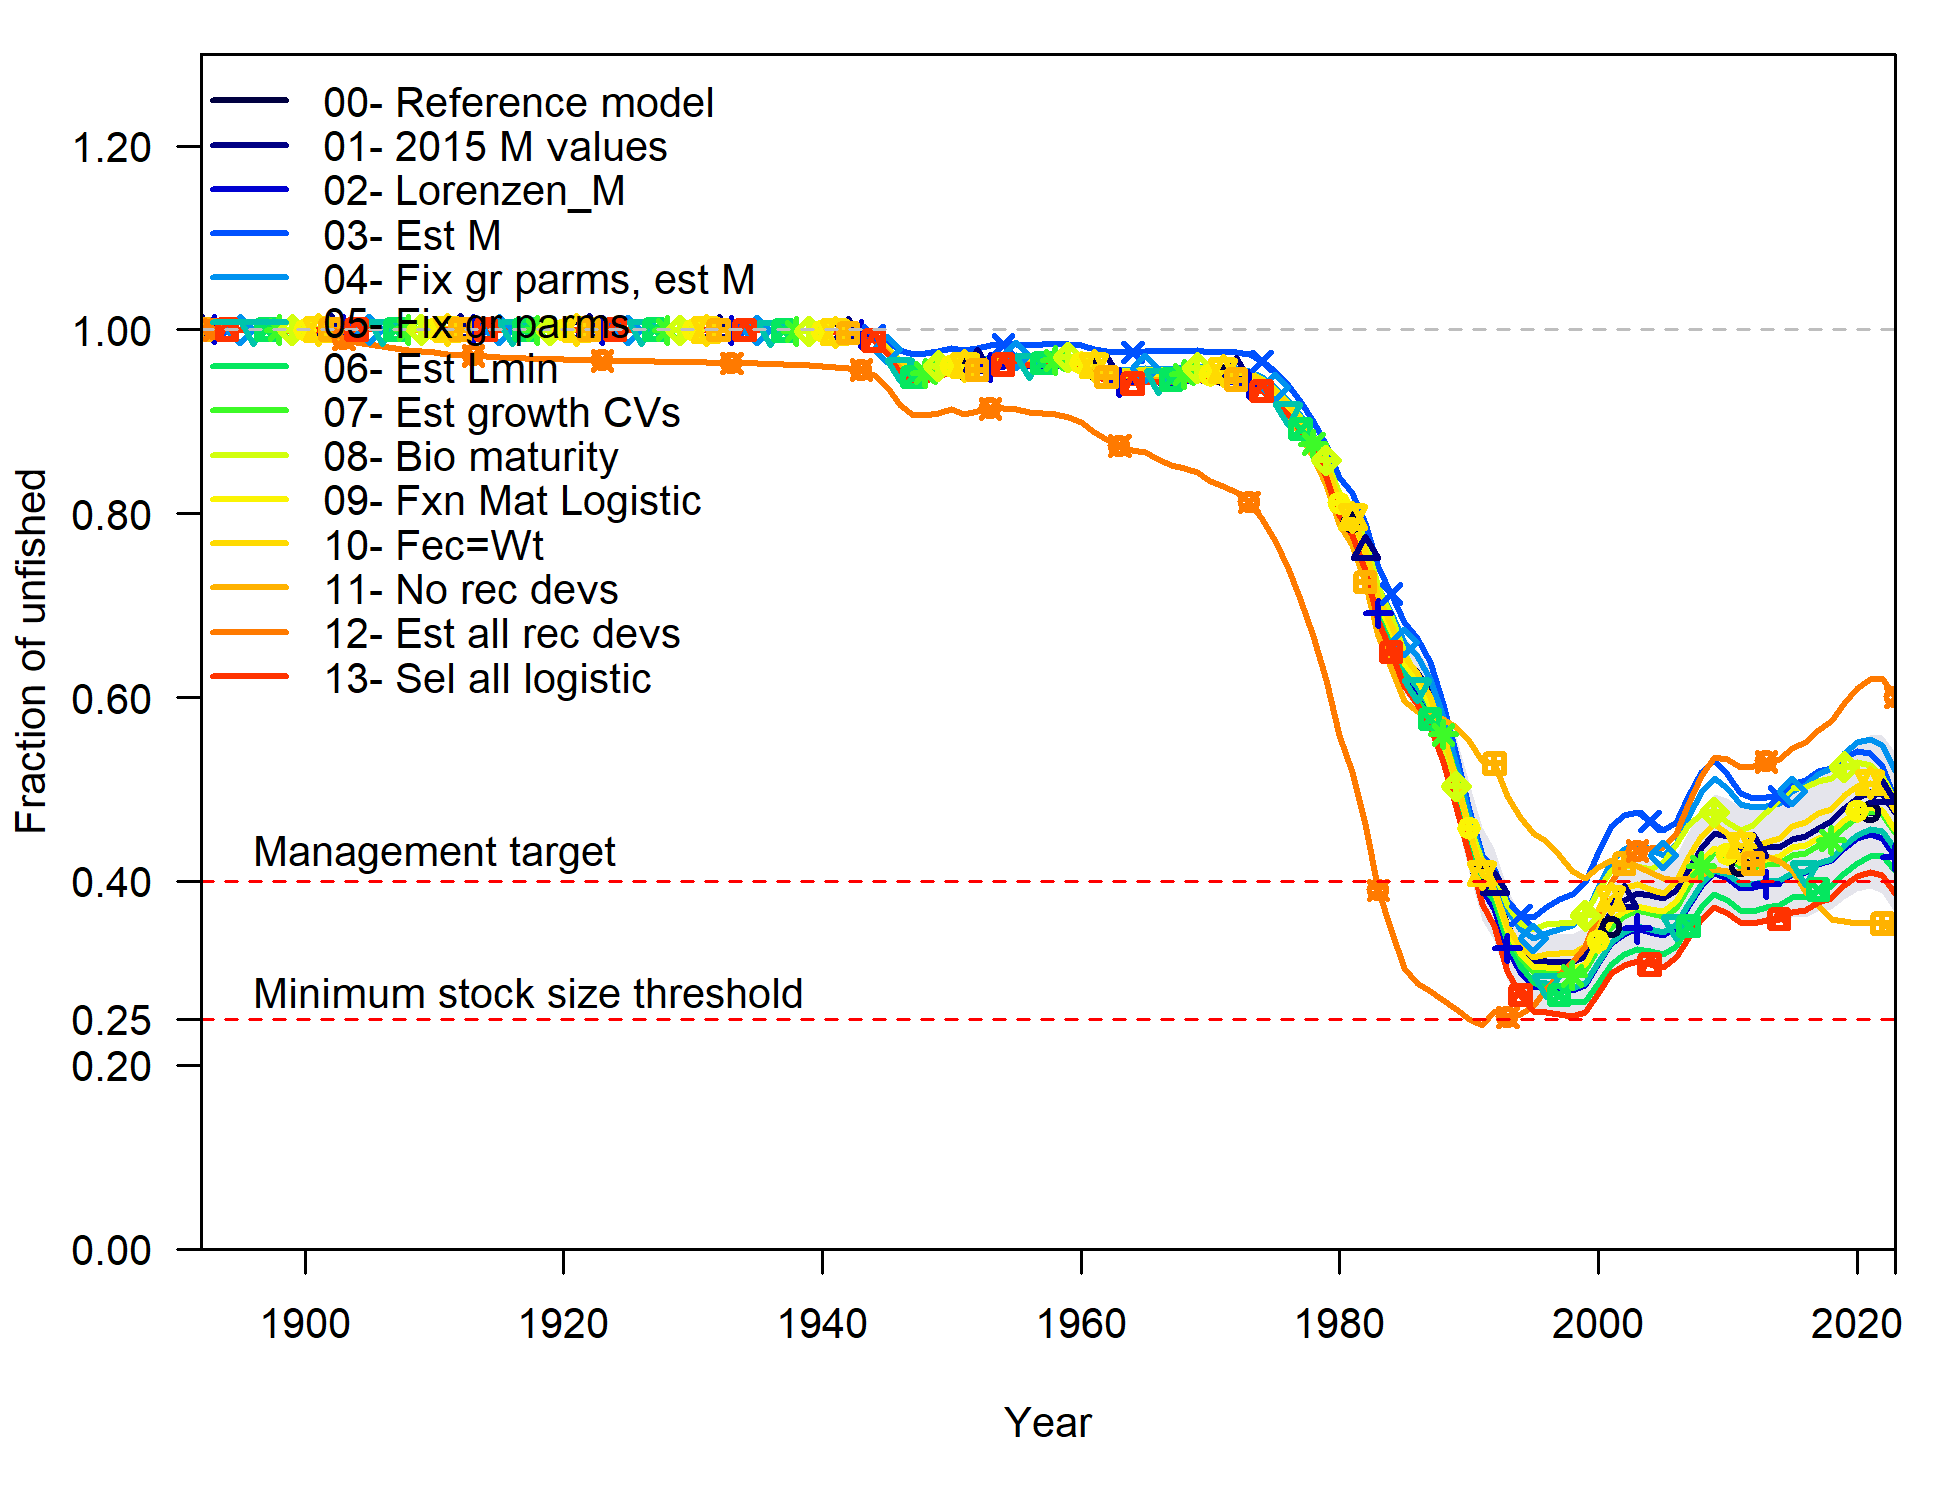 00- Reference model
01- 2015 M values
02- Lorenzen_M
03- Est M
04- Fix gr parms, est M
05- Fix gr parms
06- Est Lmin
07- Est growth CVs
08- Bio maturity
09- Fxn Mat Logistic
10- Fec=Wt
11- No rec devs
12- Est all rec devs
13- Sel all logistic
1.20
1.00
0.80
0.60
0.40
0.25
0.20
0.00
Fraction of unfished
Management target
Minimum stock size threshold
1900 1920 1940 1960 1980 2000 2020
Year